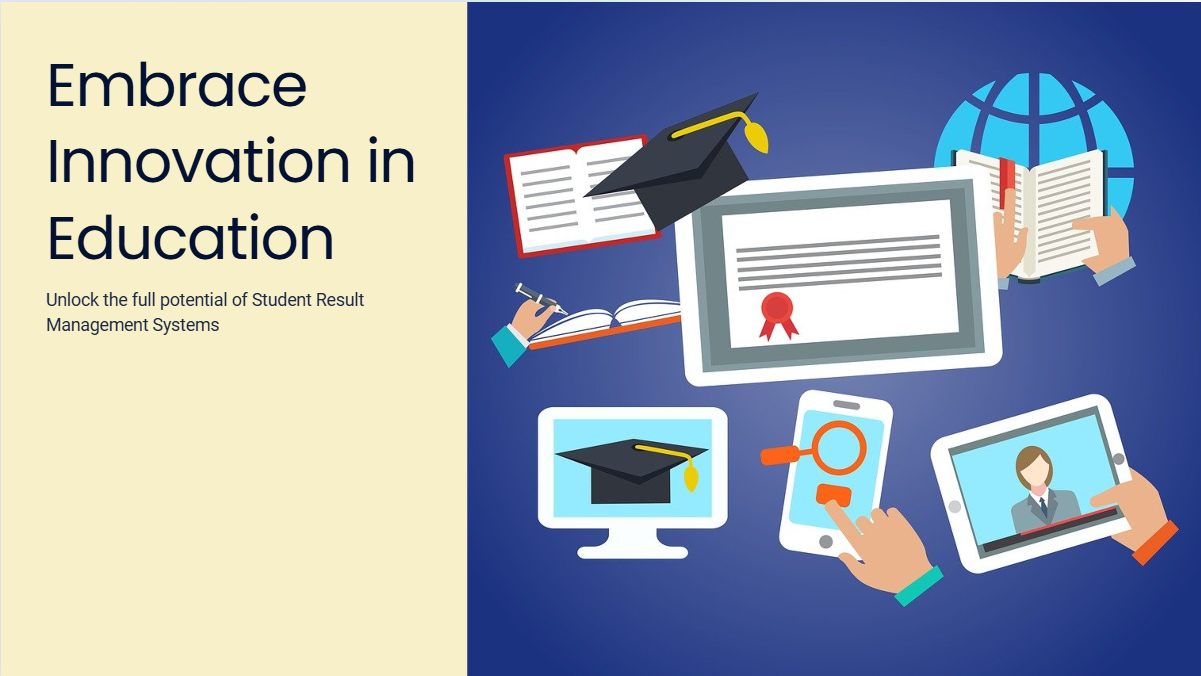 Embrace
Innovation in
Education
Unlock the full potential of Student Result
Management Systems